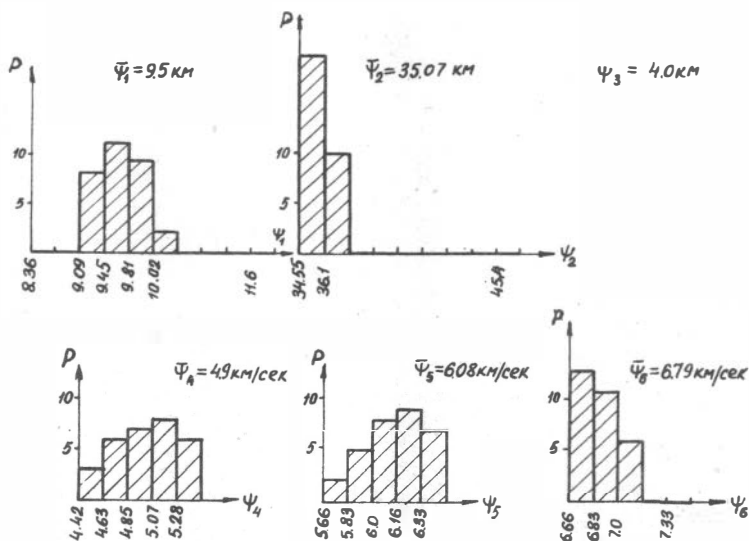 P
ψ̄₁ = 9.5 км
10
5
ψ₁
8.36
9.09
9.45
9.81
10.02
11.6
ψ̄₂ = 35.07 км
10
5
ψ₂
34.55
36.1
45.4
ψ₃ = 4.0 км
P
ψ̄₄ = 4.9 км/сек
10
5
ψ₄
4.42
4.63
4.85
5.07
5.28
P
ψ̄₅ = 6.08 км/сек
10
5
ψ₅
5.66
5.83
6.0
6.16
6.33
P
ψ̄₆ = 6.79 км/сек
10
5
ψ₆
6.66
6.83
7.0
7.33